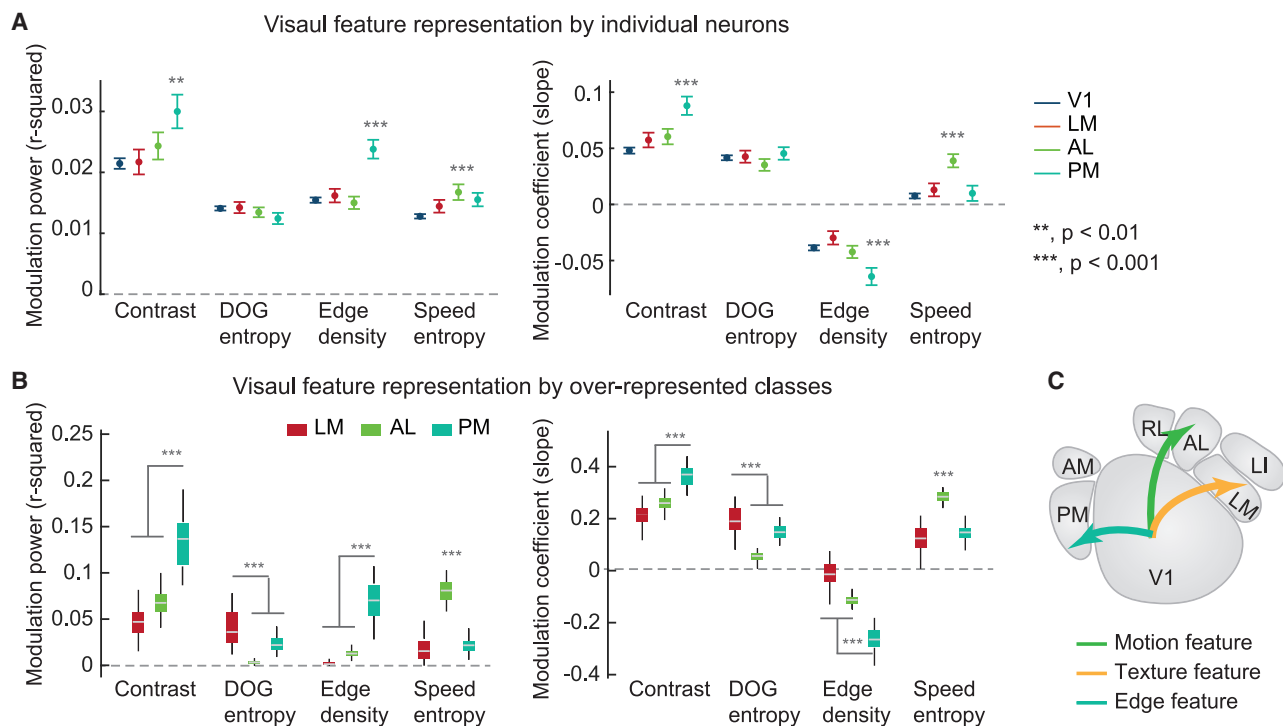 A
Visaul feature representation by individual neurons
Modulation power (r-squared)
0.03
0.02
0.01
0
**
***
***
Contrast
DOG
entropy
Edge
density
Speed
entropy
Modulation coefficient (slope)
0.1
0.05
0
-0.05
***
***
***
Contrast
DOG
entropy
Edge
density
Speed
entropy
V1
LM
AL
PM
**, p < 0.01
***, p < 0.001
B
Visaul feature representation by over-represented classes
LM
AL
PM
Modulation power (r-squared)
0.25
0.2
0.15
0.1
0.05
0
***
***
***
***
Contrast
DOG
entropy
Edge
density
Speed
entropy
Modulation coefficient (slope)
0.4
0.2
0
-0.2
-0.4
***
***
***
***
Contrast
DOG
entropy
Edge
density
Speed
entropy
C
RL
AL
AM
LI
LM
PM
V1
Motion feature
Texture feature
Edge feature